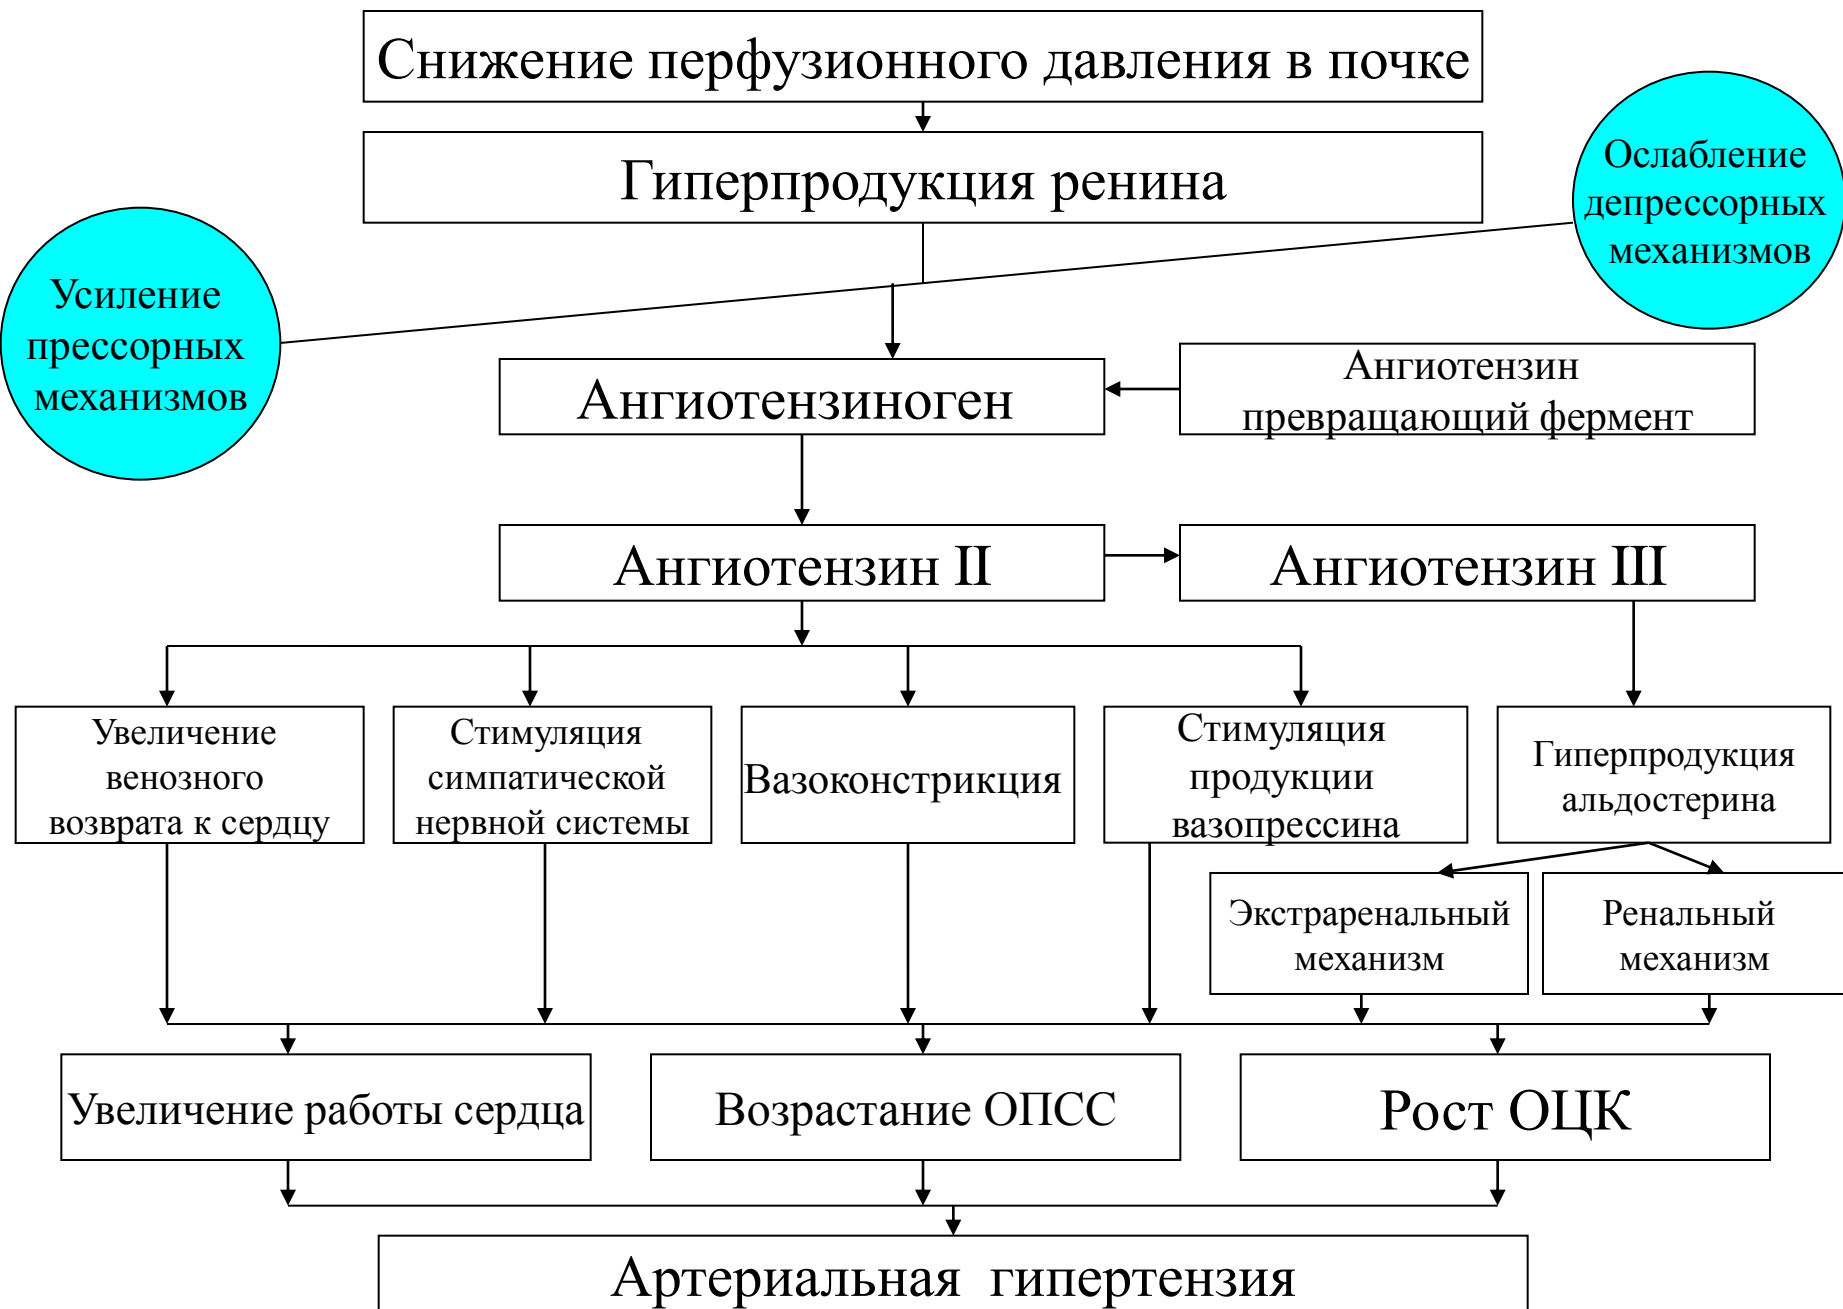 Снижение перфузионного давления в почке
Гиперпродукция ренина
Ослабление
депрессорных
механизмов
Усиление
прессорных
механизмов
Ангиотензиноген
Ангиотензин
превращающий фермент
Ангиотензин II
Ангиотензин III
Увеличение
венозного
возврата к сердцу
Стимуляция
симпатической
нервной системы
Вазоконстрикция
Стимуляция
продукции
вазопрессина
Гиперпродукция
альдостерина
Экстраренальный
механизм
Ренальный
механизм
Увеличение работы сердца
Возрастание ОПСС
Рост ОЦК
Артериальная гипертензия